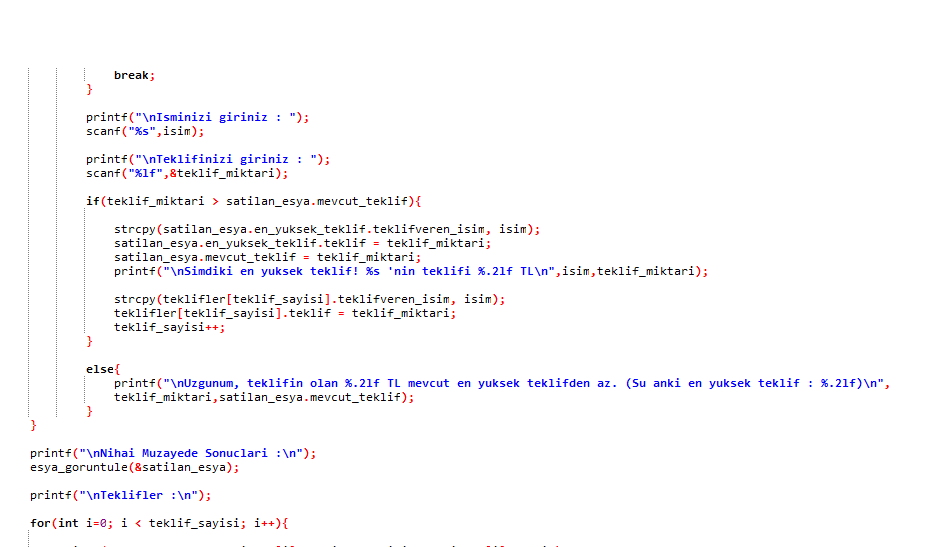 break;
}
printf("\nIsminizi giriniz : ");
scanf("%s",isim);
printf("\nTeklifinizi giriniz : ");
scanf("%lf",&teklif_miktari);
if(teklif_miktari > satilan_esya.mevcut_teklif){
strcpy(satilan_esya.en_yuksek_teklif.teklifveren_isim, isim);
satilan_esya.en_yuksek_teklif.teklif = teklif_miktari;
satilan_esya.mevcut_teklif = teklif_miktari;
printf("\nSimdiki en yuksek teklif! %s 'nin teklifi %.2lf TL\n",isim,teklif_miktari);
strcpy(teklifler[teklif_sayisi].teklifveren_isim, isim);
teklifler[teklif_sayisi].teklif = teklif_miktari;
teklif_sayisi++;
}
else{
printf("\nUzgunum, teklifin olan %.2lf TL mevcut en yuksek teklifden az. (Su anki en yuksek teklif : %.2lf)\n",
teklif_miktari,satilan_esya.mevcut_teklif);
}
}
printf("\nNihai Muzayede Sonuclari :\n");
esya_goruntule(&satilan_esya);
printf("\nTeklifler :\n");
for(int i=0; i < teklif_sayisi; i++){